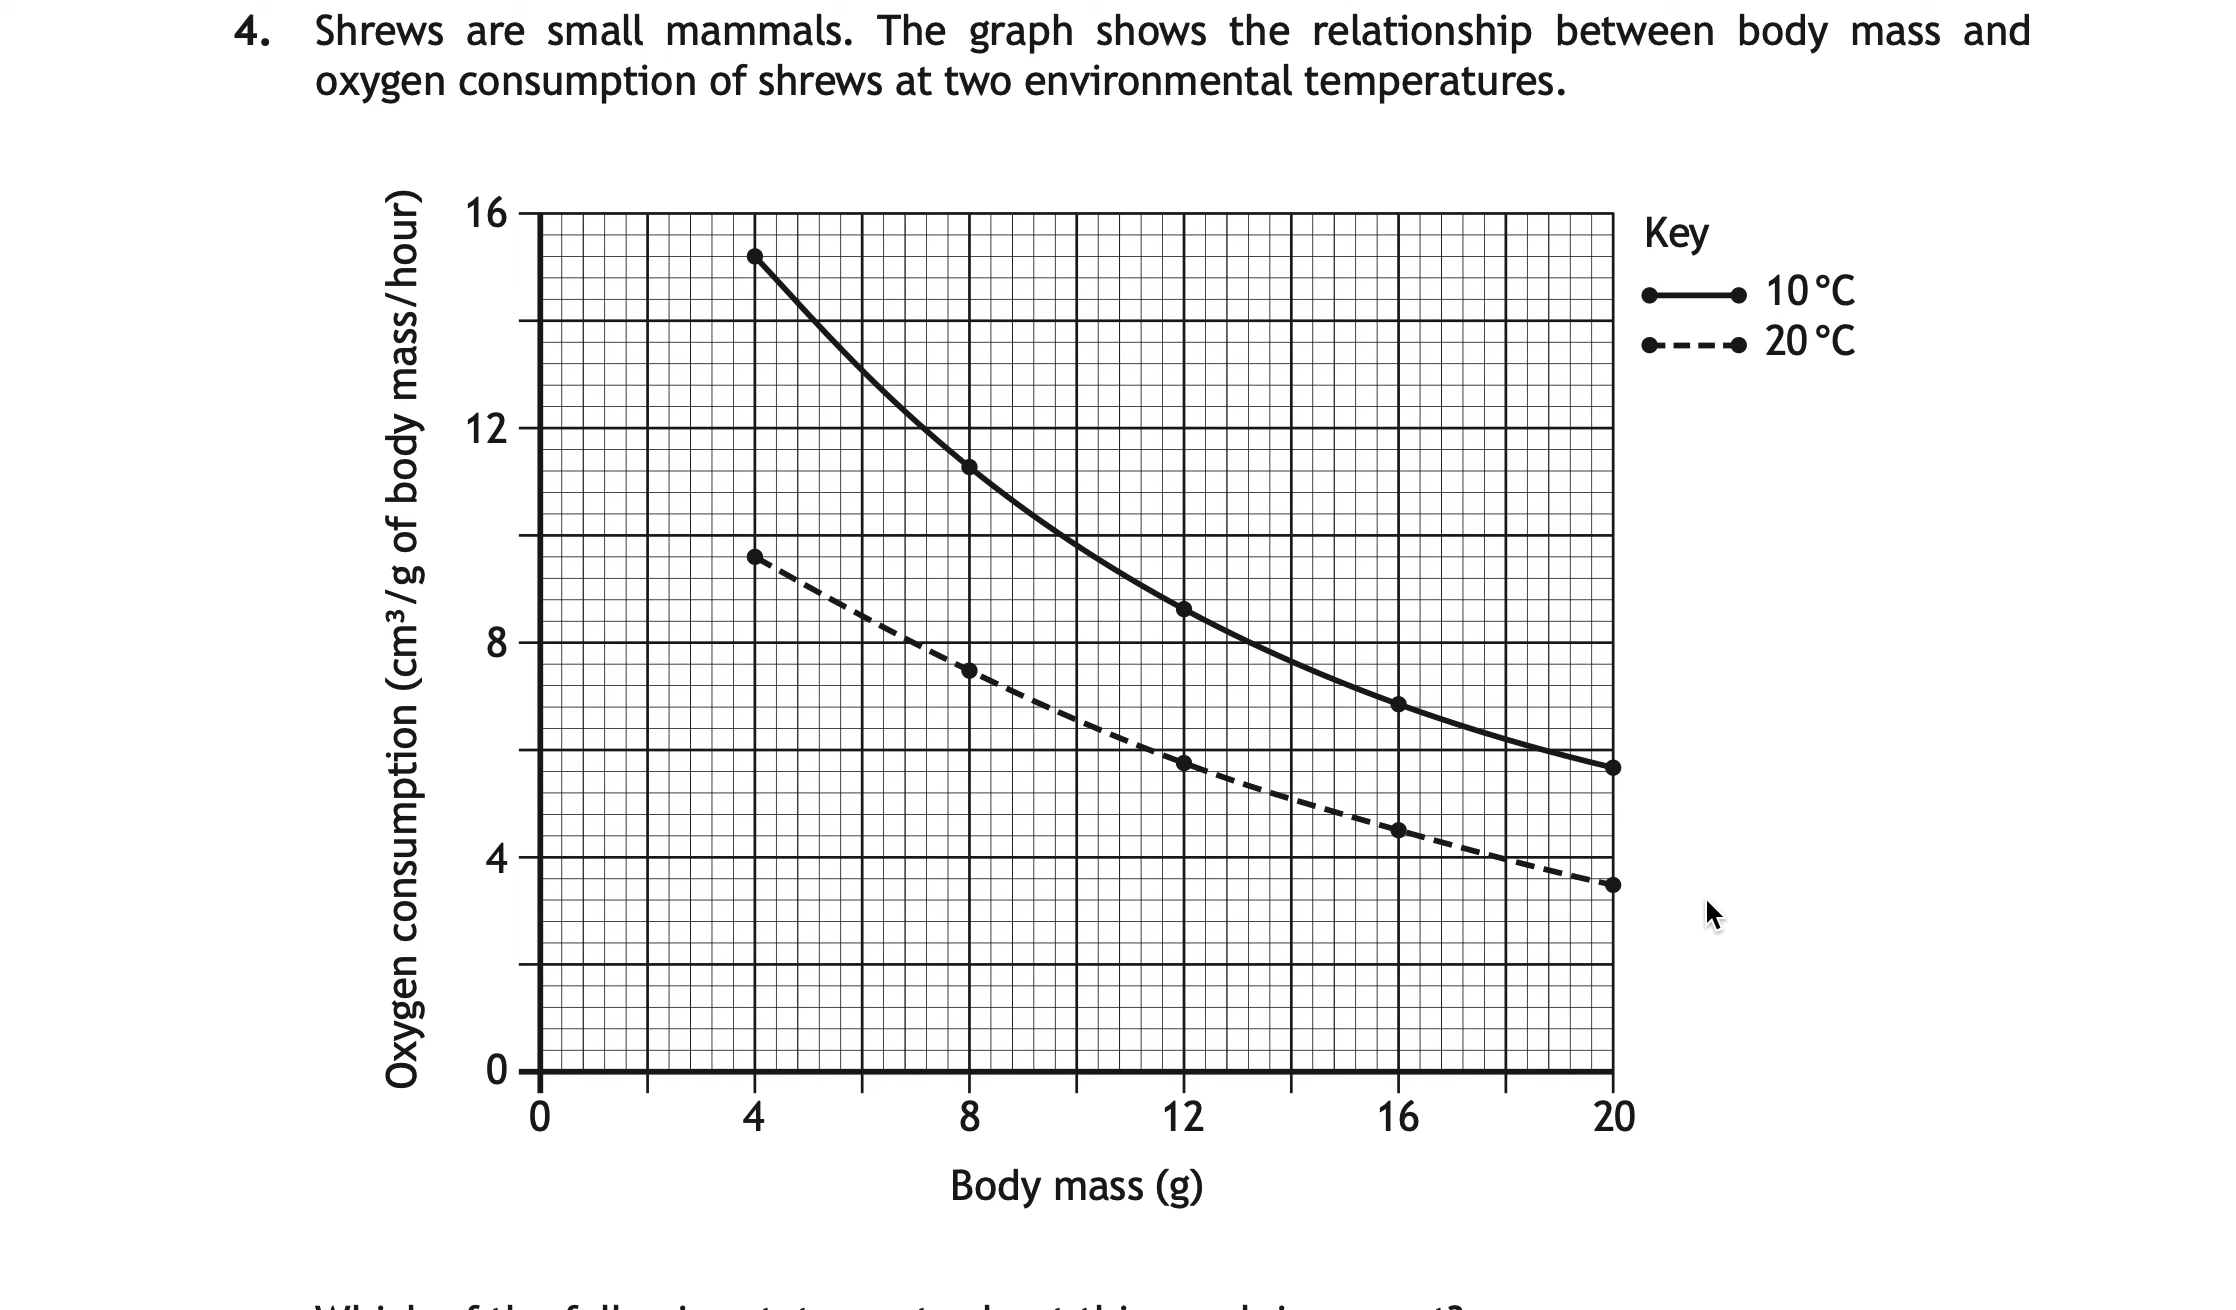 4. Shrews are small mammals. The graph shows the relationship between body mass and
oxygen consumption of shrews at two environmental temperatures.
Oxygen consumption (cm³/g of body mass/hour)
16
12
8
4
0
0 4 8 12 16 20
Body mass (g)
Key
10 °C
20 °C